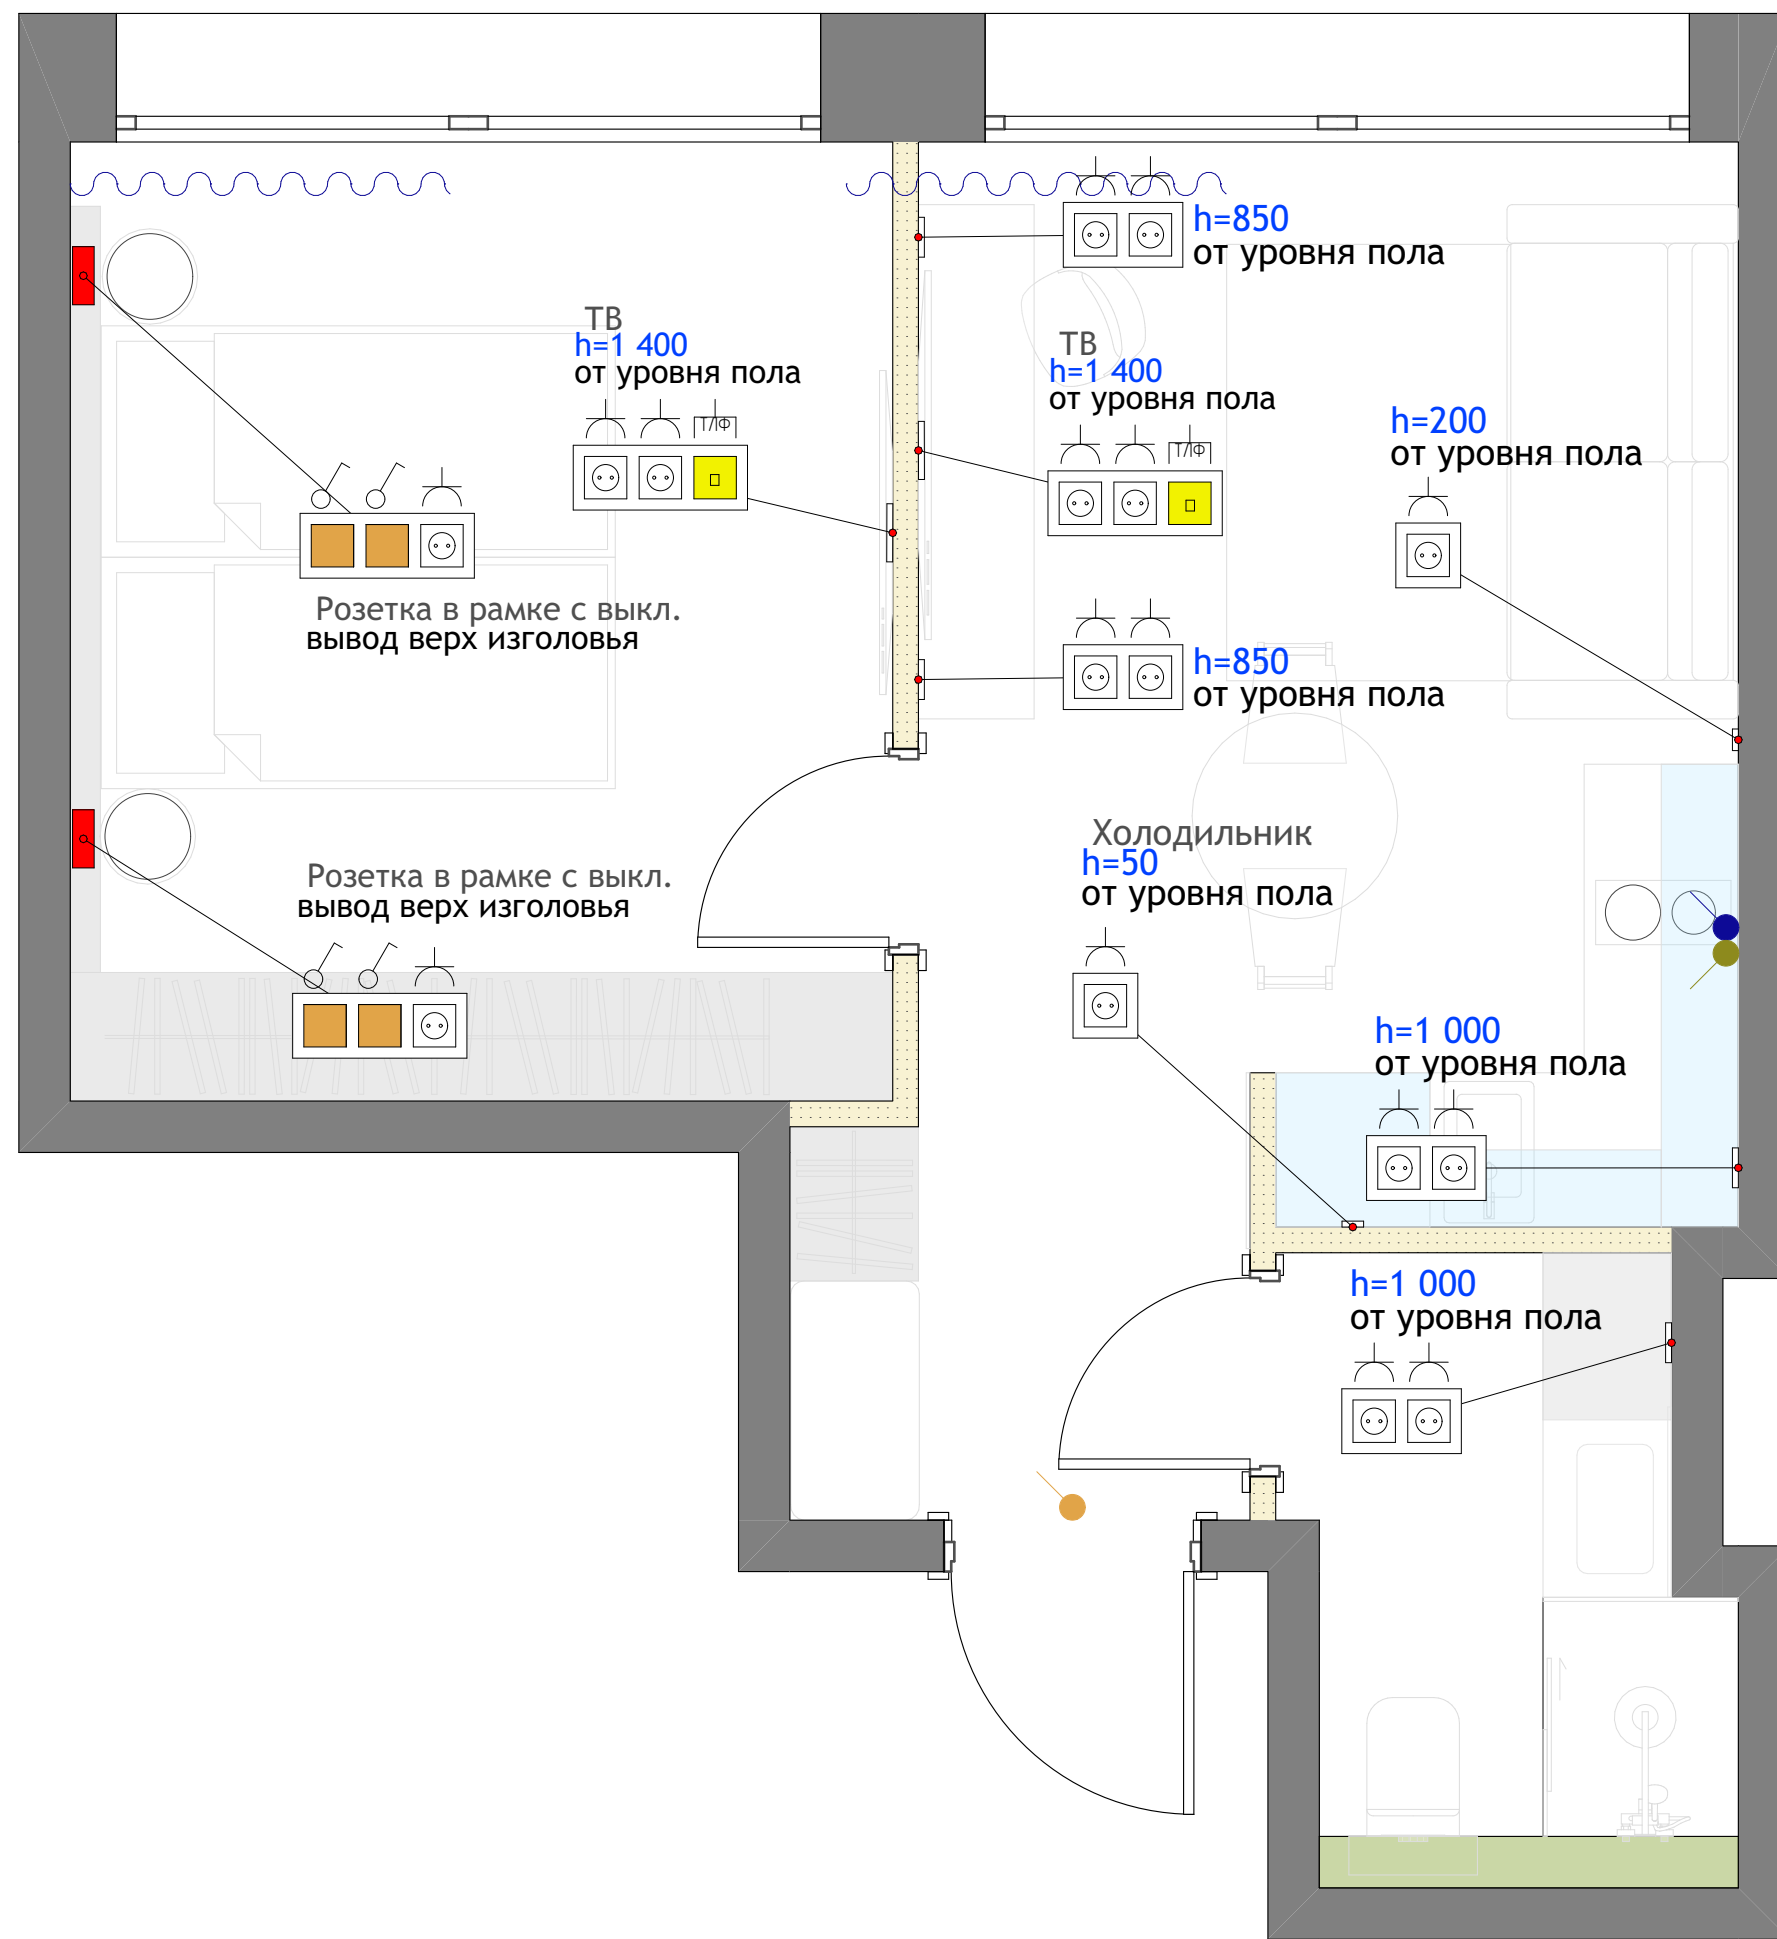 h=850
от уровня пола
ТВ
h=1 400
от уровня пола
Т/Ф
ТВ
h=1 400
от уровня пола
Т/Ф
h=200
от уровня пола
Розетка в рамке с выкл.
вывод верх изголовья
h=850
от уровня пола
Холодильник
h=50
от уровня пола
Розетка в рамке с выкл.
вывод верх изголовья
h=1 000
от уровня пола
h=1 000
от уровня пола